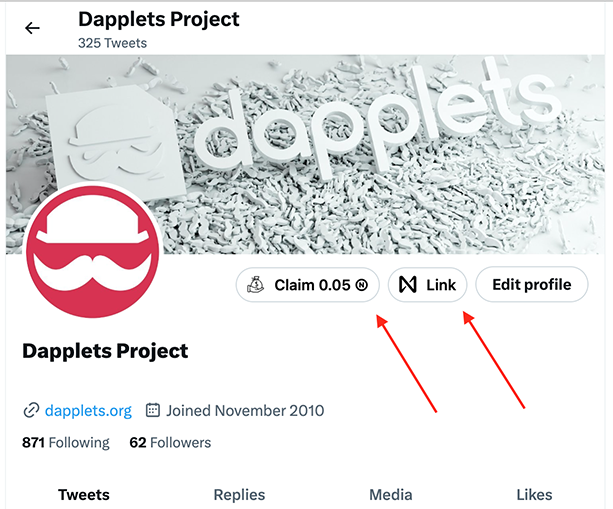 Dapplets Project
325 Tweets
dapplets
Claim 0.05 Ⓝ
Link
Edit profile
Dapplets Project
dapplets.org Joined November 2010
871 Following 62 Followers
Tweets Replies Media Likes